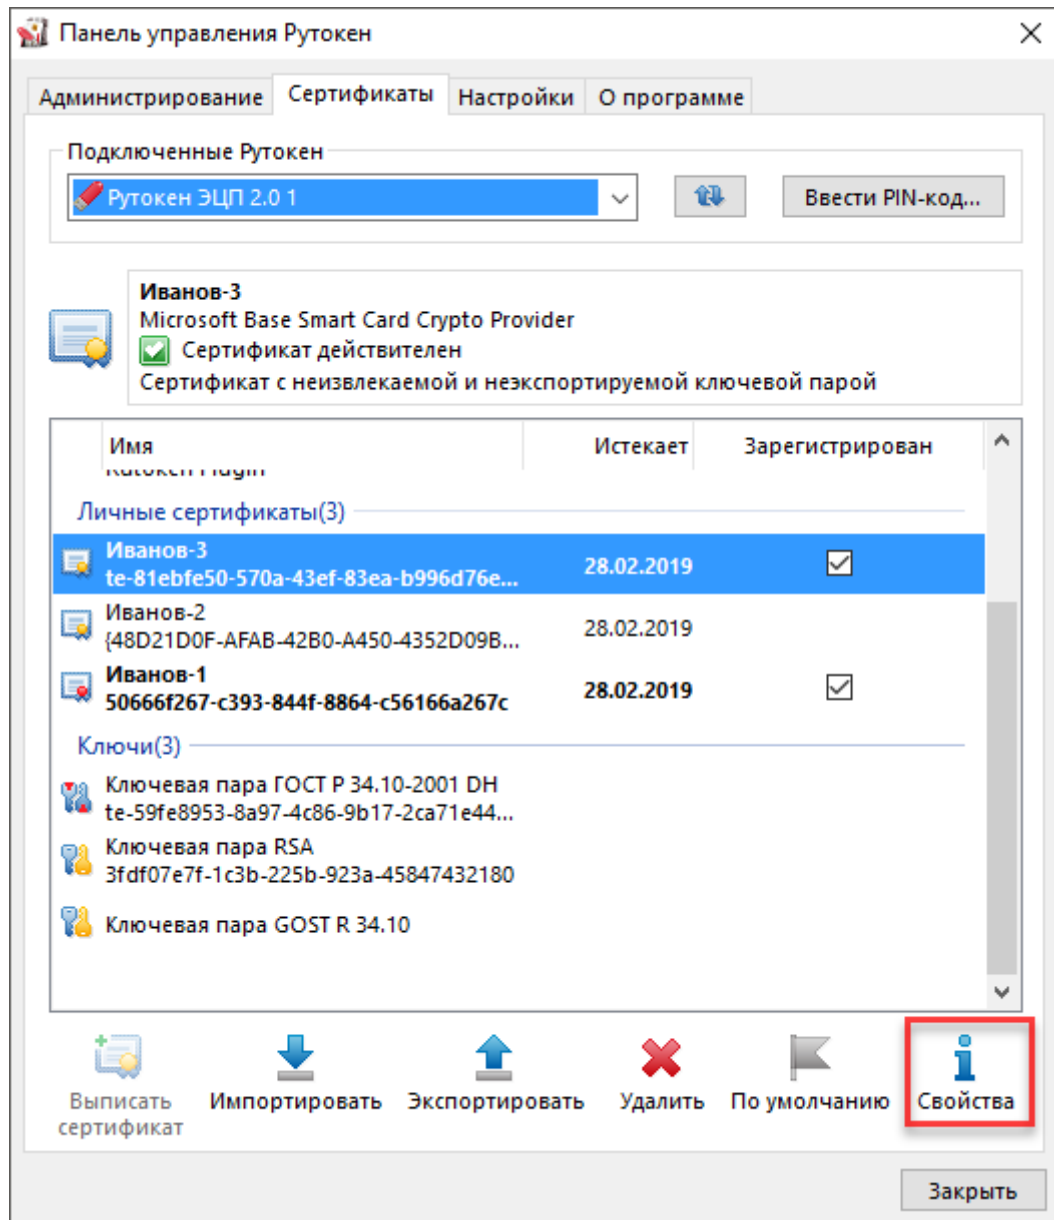 Панель управления Рутокен
Администрирование Сертификаты Настройки О программе
Подключенные Рутокен
Рутокен ЭЦП 2.0 1
Ввести PIN-код...
Иванов-3
Microsoft Base Smart Card Crypto Provider
Сертификат действителен
Сертификат с неизвлекаемой и неэкспортируемой ключевой парой
Имя Истекает Зарегистрирован
Rutoken Plugin
Личные сертификаты(3)
Иванов-3
te-81ebfe50-570a-43ef-83ea-b996d76e... 28.02.2019
Иванов-2
{48D21D0F-AFAB-42B0-A450-4352D09B... 28.02.2019
Иванов-1
50666f267-c393-844f-8864-c56166a267c 28.02.2019
Ключи(3)
Ключевая пара ГОСТ Р 34.10-2001 DH
te-59fe8953-8a97-4c86-9b17-2ca71e44...
Ключевая пара RSA
3fdf07e7f-1c3b-225b-923a-45847432180
Ключевая пара GOST R 34.10
Выписать сертификат
Импортировать
Экспортировать
Удалить
По умолчанию
Свойства
Закрыть